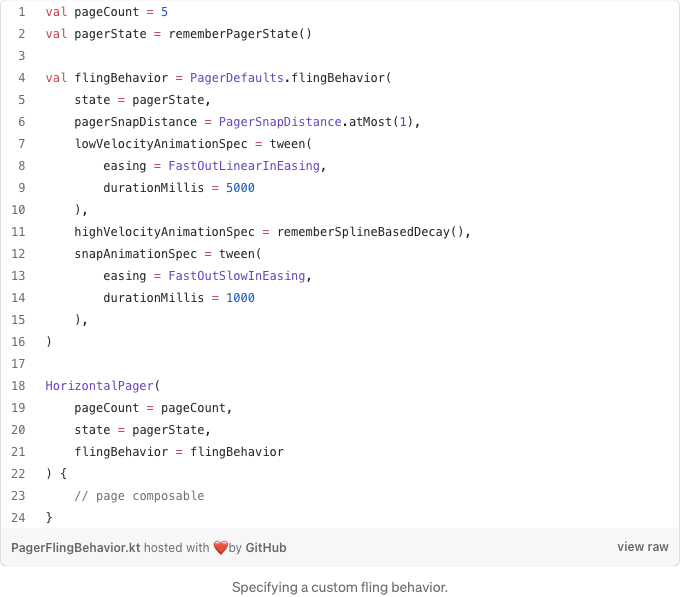 1 val pageCount = 5
2 val pagerState = rememberPagerState()
3
4 val flingBehavior = PagerDefaults.flingBehavior(
5     state = pagerState,
6     pagerSnapDistance = PagerSnapDistance.atMost(1),
7     lowVelocityAnimationSpec = tween(
8         easing = FastOutLinearInEasing,
9         durationMillis = 5000
10     ),
11     highVelocityAnimationSpec = rememberSplineBasedDecay(),
12     snapAnimationSpec = tween(
13         easing = FastOutSlowInEasing,
14         durationMillis = 1000
15     ),
16 )
17
18 HorizontalPager(
19     pageCount = pageCount,
20     state = pagerState,
21     flingBehavior = flingBehavior
22 ) {
23     // page composable
24 }
PagerFlingBehavior.kt hosted with ❤️by GitHub view raw
Specifying a custom fling behavior.